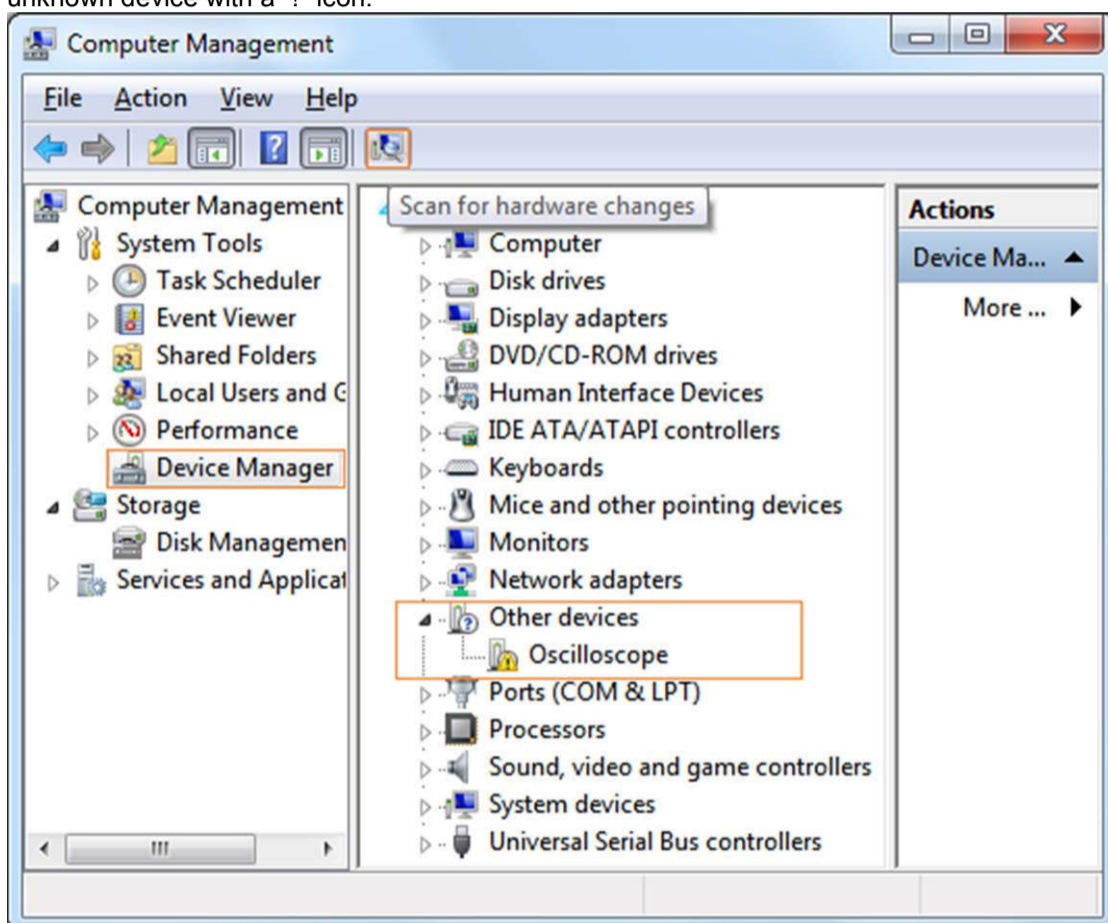 unknown device with a "?" icon.
Computer Management
File Action View Help
Scan for hardware changes
Computer Management
System Tools
Task Scheduler
Event Viewer
Shared Folders
Local Users and G
Performance
Device Manager
Storage
Disk Managemen
Services and Applicat
Computer
Disk drives
Display adapters
DVD/CD-ROM drives
Human Interface Devices
IDE ATA/ATAPI controllers
Keyboards
Mice and other pointing devices
Monitors
Network adapters
Other devices
Oscilloscope
Ports (COM & LPT)
Processors
Sound, video and game controllers
System devices
Universal Serial Bus controllers
Actions
Device Ma...
More ...